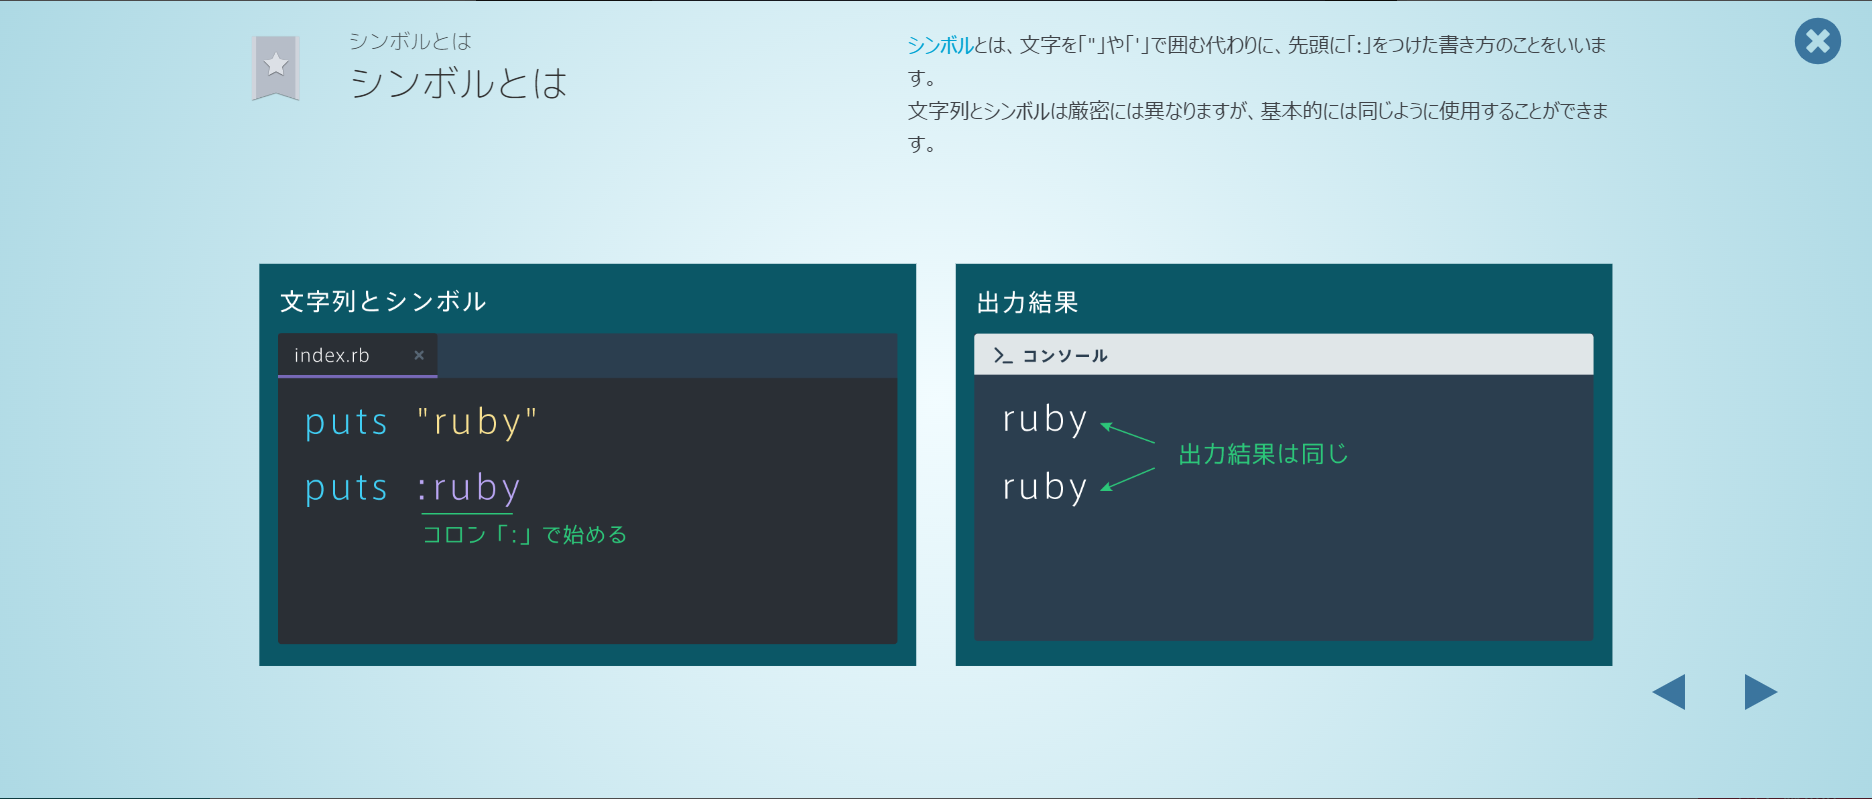 シンボルとは
シンボルとは
シンボルとは、文字を「"」や「'」で囲む代わりに、先頭に「:」をつけた書き方のことをいいま
す。
文字列とシンボルは厳密には異なりますが、基本的には同じように使用することができま
す。
文字列とシンボル
index.rb
puts "ruby"
puts :ruby
コロン「:」で始める
出力結果
コンソール
ruby
出力結果は同じ
ruby